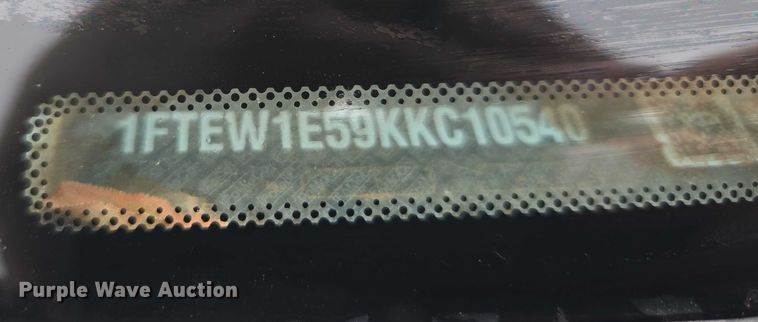 1FTEW1E59KKC10540
Purple Wave Auction